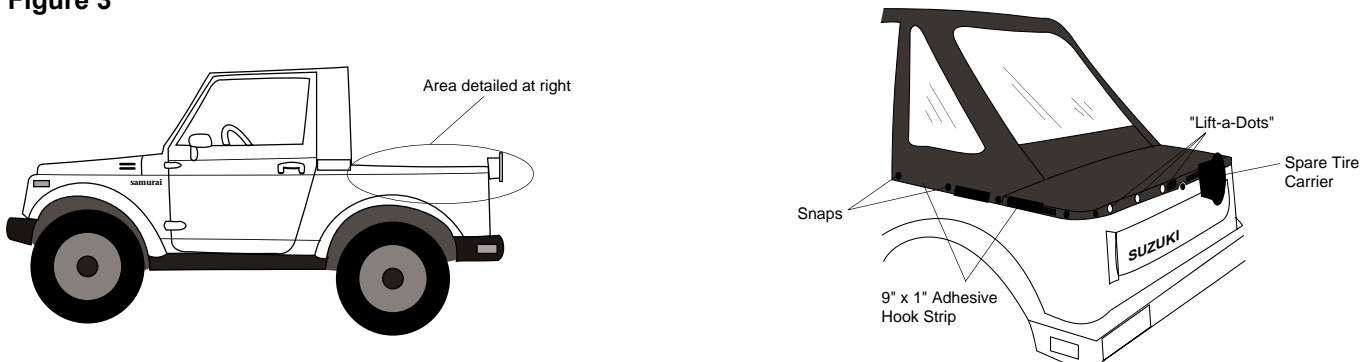 Figure 3
Area detailed at right
samurai
"Lift-a-Dots"
Spare Tire
Carrier
Snaps
SUZUKI
9" x 1" Adhesive
Hook Strip